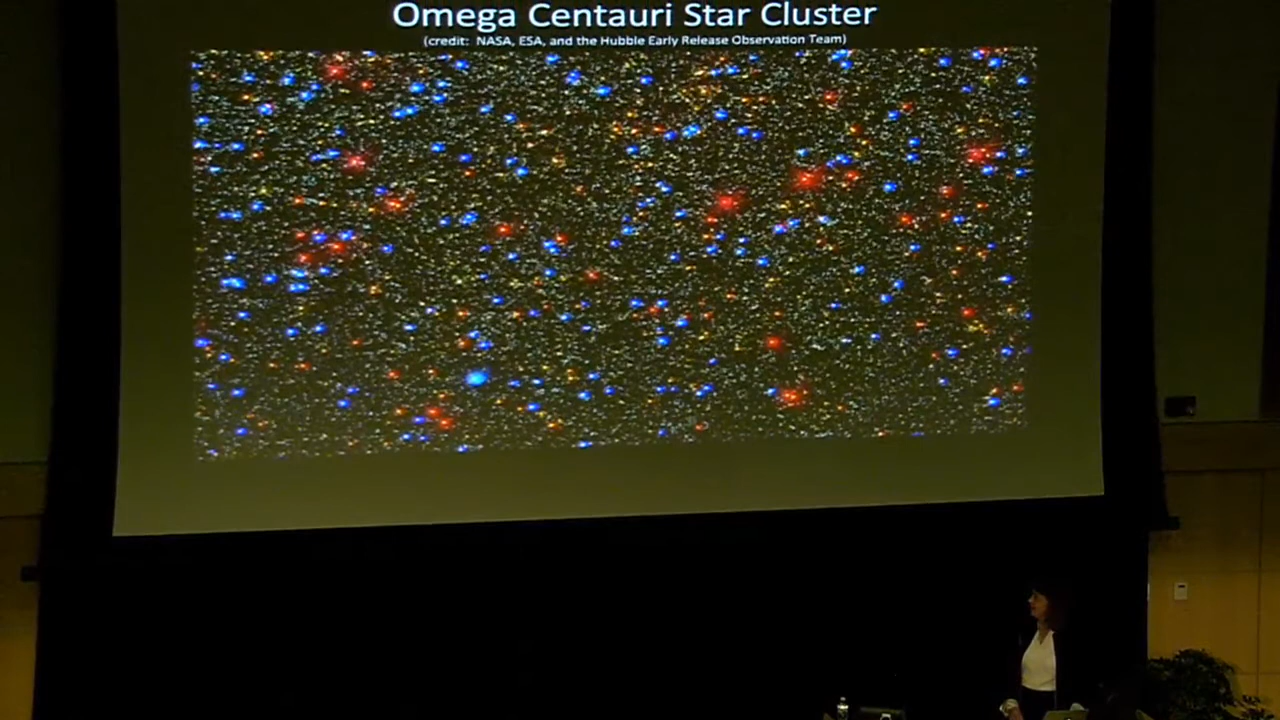 Omega Centauri Star Cluster
(credit: NASA, ESA, and the Hubble Early Release Observation Team)